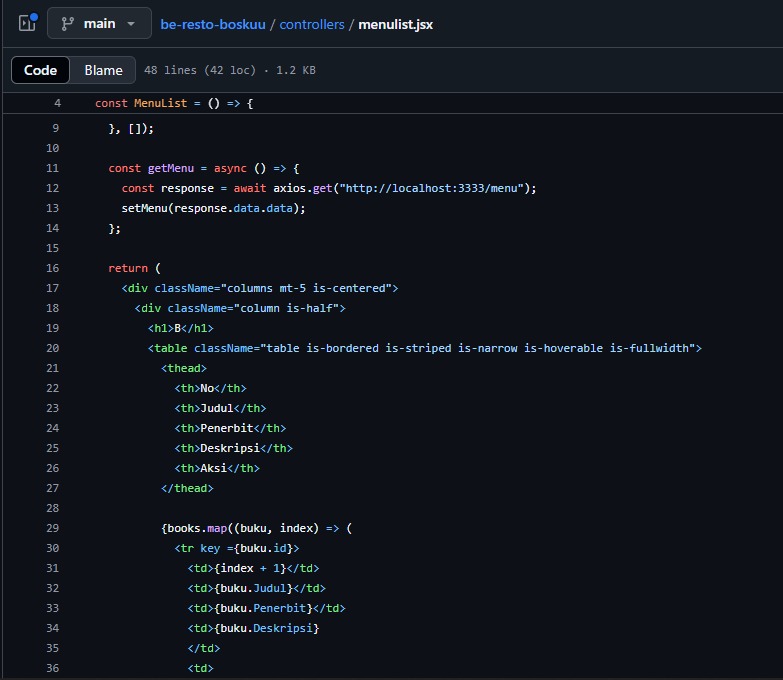 main
be-resto-boskuu / controllers / menulist.jsx
Code Blame 48 lines (42 loc) · 1.2 KB
4 const MenuList = () => {
9 }, []);
10
11 const getMenu = async () => {
12 const response = await axios.get("http://localhost:3333/menu");
13 setMenu(response.data.data);
14 };
15
16 return (
17 <div className="columns mt-5 is-centered">
18 <div className="column is-half">
19 <h1>B</h1>
20 <table className="table is-bordered is-striped is-narrow is-hoverable is-fullwidth">
21 <thead>
22 <th>No</th>
23 <th>Judul</th>
24 <th>Penerbit</th>
25 <th>Deskripsi</th>
26 <th>Aksi</th>
27 </thead>
28
29 {books.map((buku, index) => (
30 <tr key ={buku.id}>
31 <td>{index + 1}</td>
32 <td>{buku.Judul}</td>
33 <td>{buku.Penerbit}</td>
34 <td>{buku.Deskripsi}
35 </td>
36 <td>